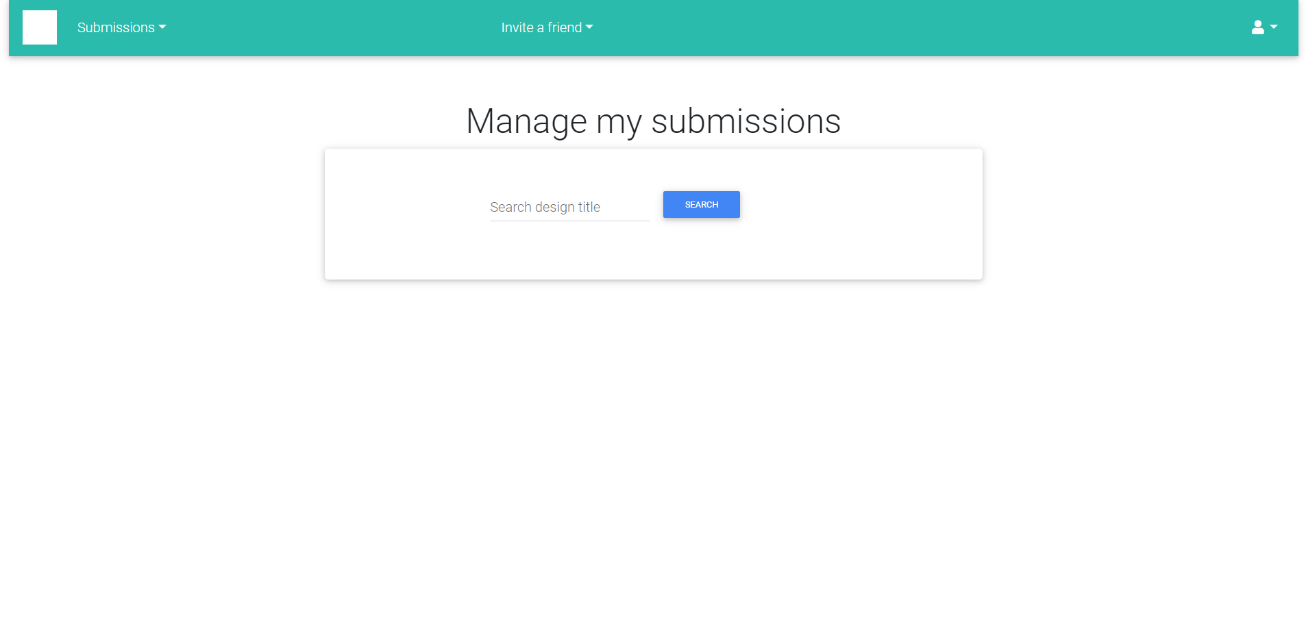 Submissions
Invite a friend
Manage my submissions
Search design title
SEARCH